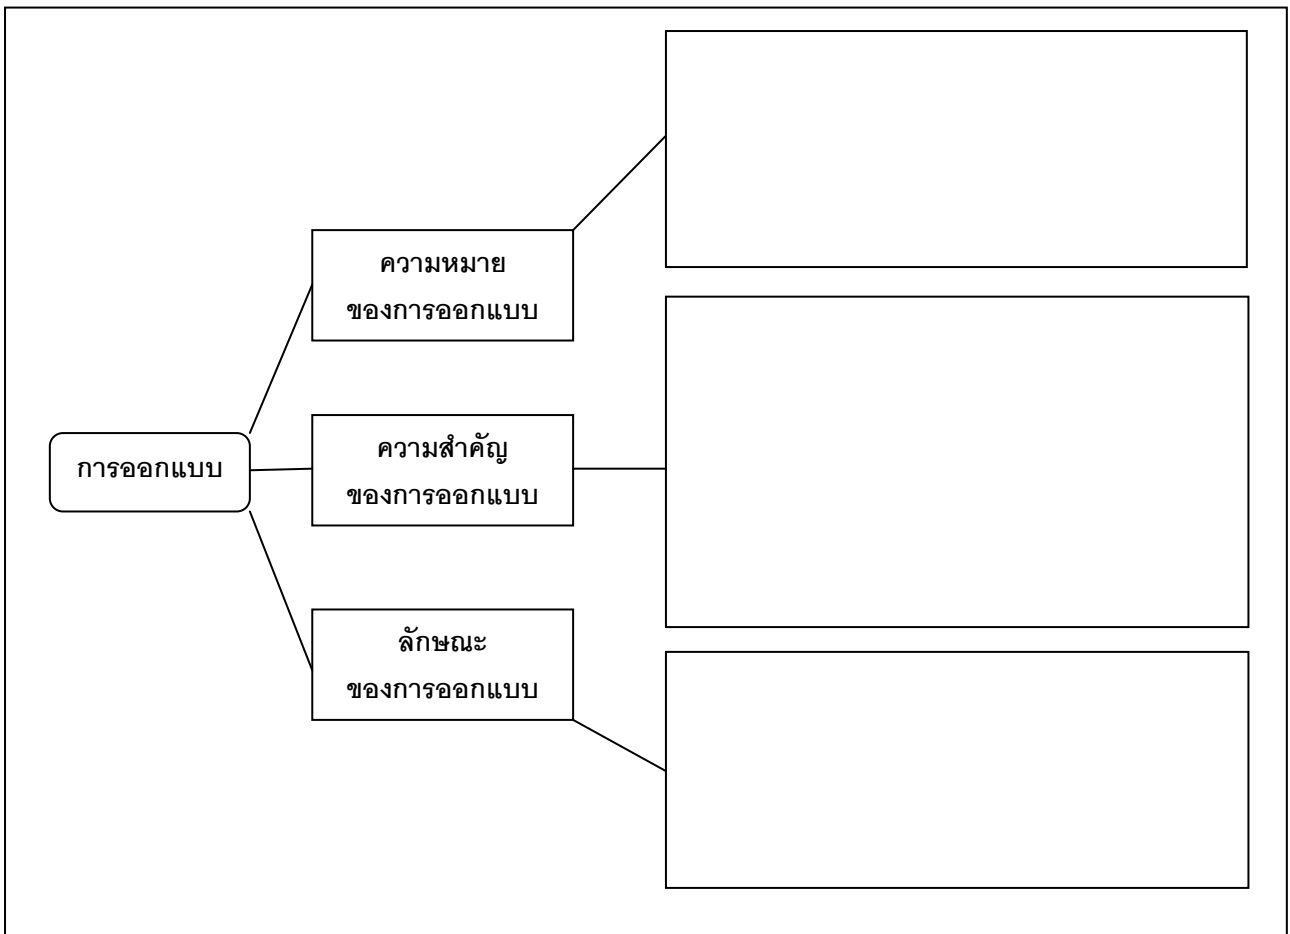 ความหมาย
ของการออกแบบ
การออกแบบ
ความสำคัญ
ของการออกแบบ
ลักษณะ
ของการออกแบบ